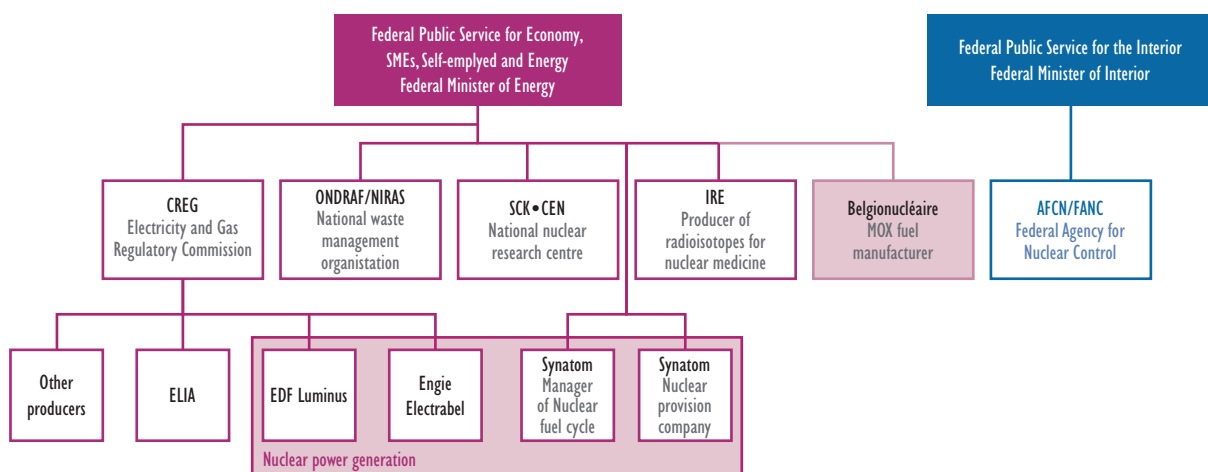 Federal Public Service for Economy,
SMEs, Self-emplyed and Energy
Federal Minister of Energy
Federal Public Service for the Interior
Federal Minister of Interior
CREG
Electricity and Gas
Regulatory Commission
ONDRAF/NIRAS
National waste
management
organistation
SCK•CEN
National nuclear
research centre
IRE
Producer of
radioisotopes for
nuclear medicine
Belgionucléaire
MOX fuel
manufacturer
AFCN/FANC
Federal Agency for
Nuclear Control
Other
producers
ELIA
EDF Luminus
Engie
Electrabel
Synatom
Manager
of Nuclear
fuel cycle
Synatom
Nuclear
provision
company
Nuclear power generation